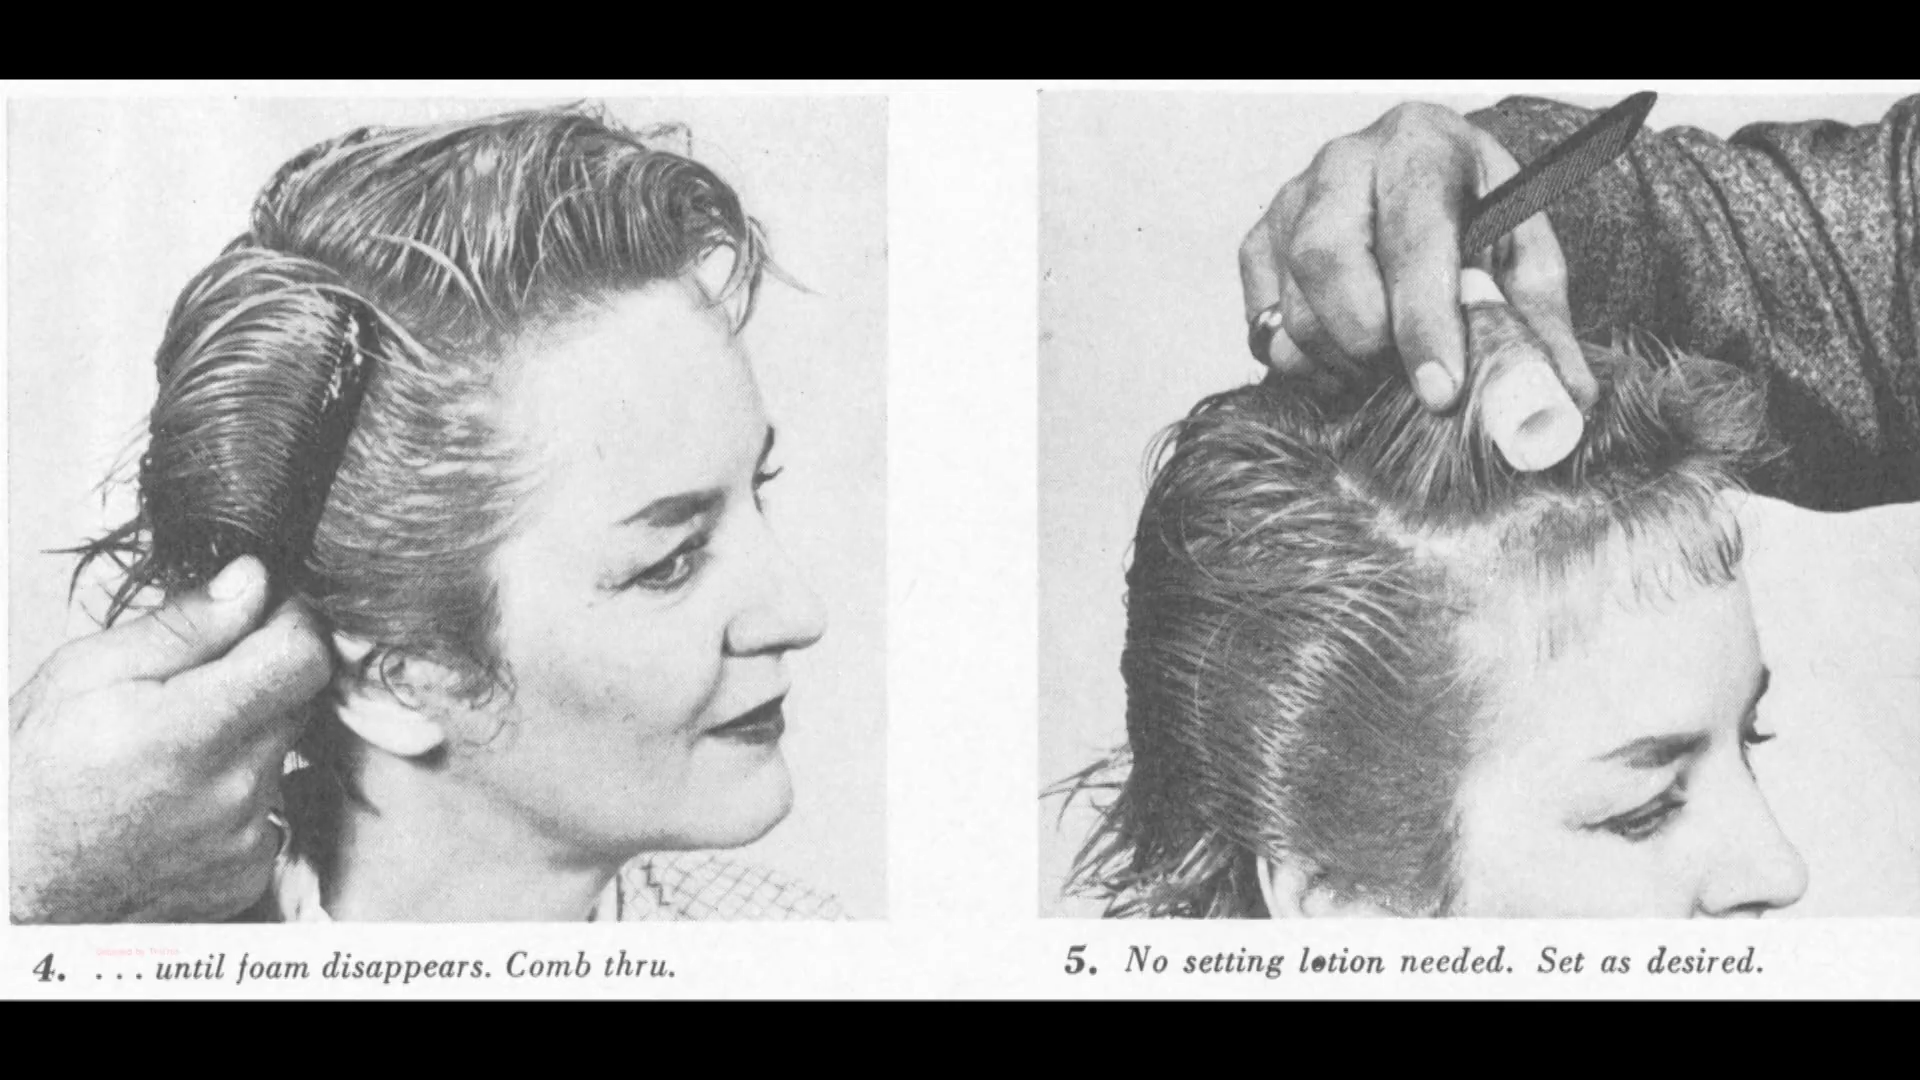 4. . . . until foam disappears. Comb thru.
5. No setting lotion needed. Set as desired.